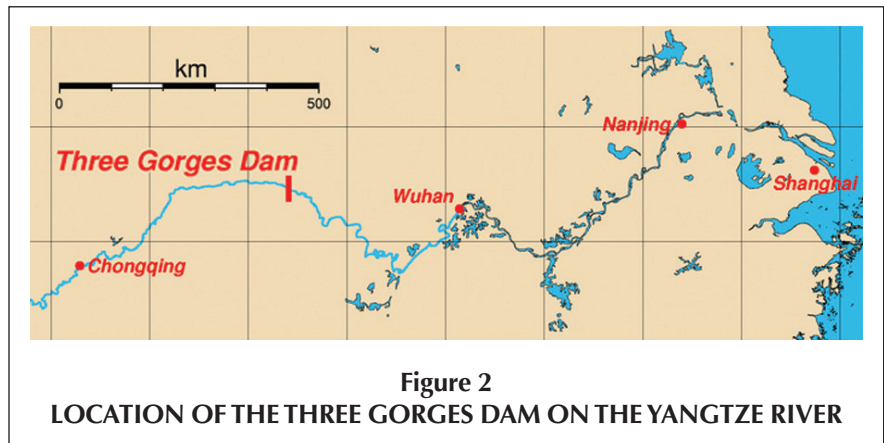 km
0 500
Three Gorges Dam
Nanjing
Wuhan
Shanghai
Chongqing
Figure 2
LOCATION OF THE THREE GORGES DAM ON THE YANGTZE RIVER